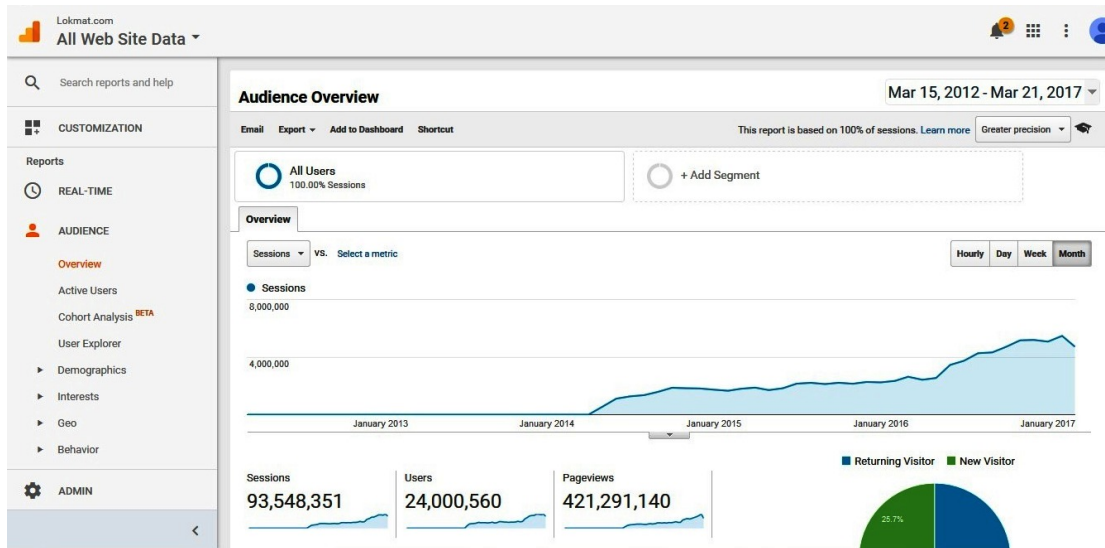 Lokmat.com
All Web Site Data
2
Search reports and help
CUSTOMIZATION
Reports
REAL-TIME
AUDIENCE
Overview
Active Users
Cohort Analysis BETA
User Explorer
Demographics
Interests
Geo
Behavior
ADMIN
Audience Overview
Mar 15, 2012 - Mar 21, 2017
Email Export Add to Dashboard Shortcut
This report is based on 100% of sessions. Learn more Greater precision
All Users
100.00% Sessions
+ Add Segment
Overview
Sessions vs. Select a metric
Hourly Day Week Month
Sessions
8,000,000
4,000,000
January 2013 January 2014 January 2015 January 2016 January 2017
Returning Visitor New Visitor
Sessions Users Pageviews
93,548,351 24,000,560 421,291,140
25.7%